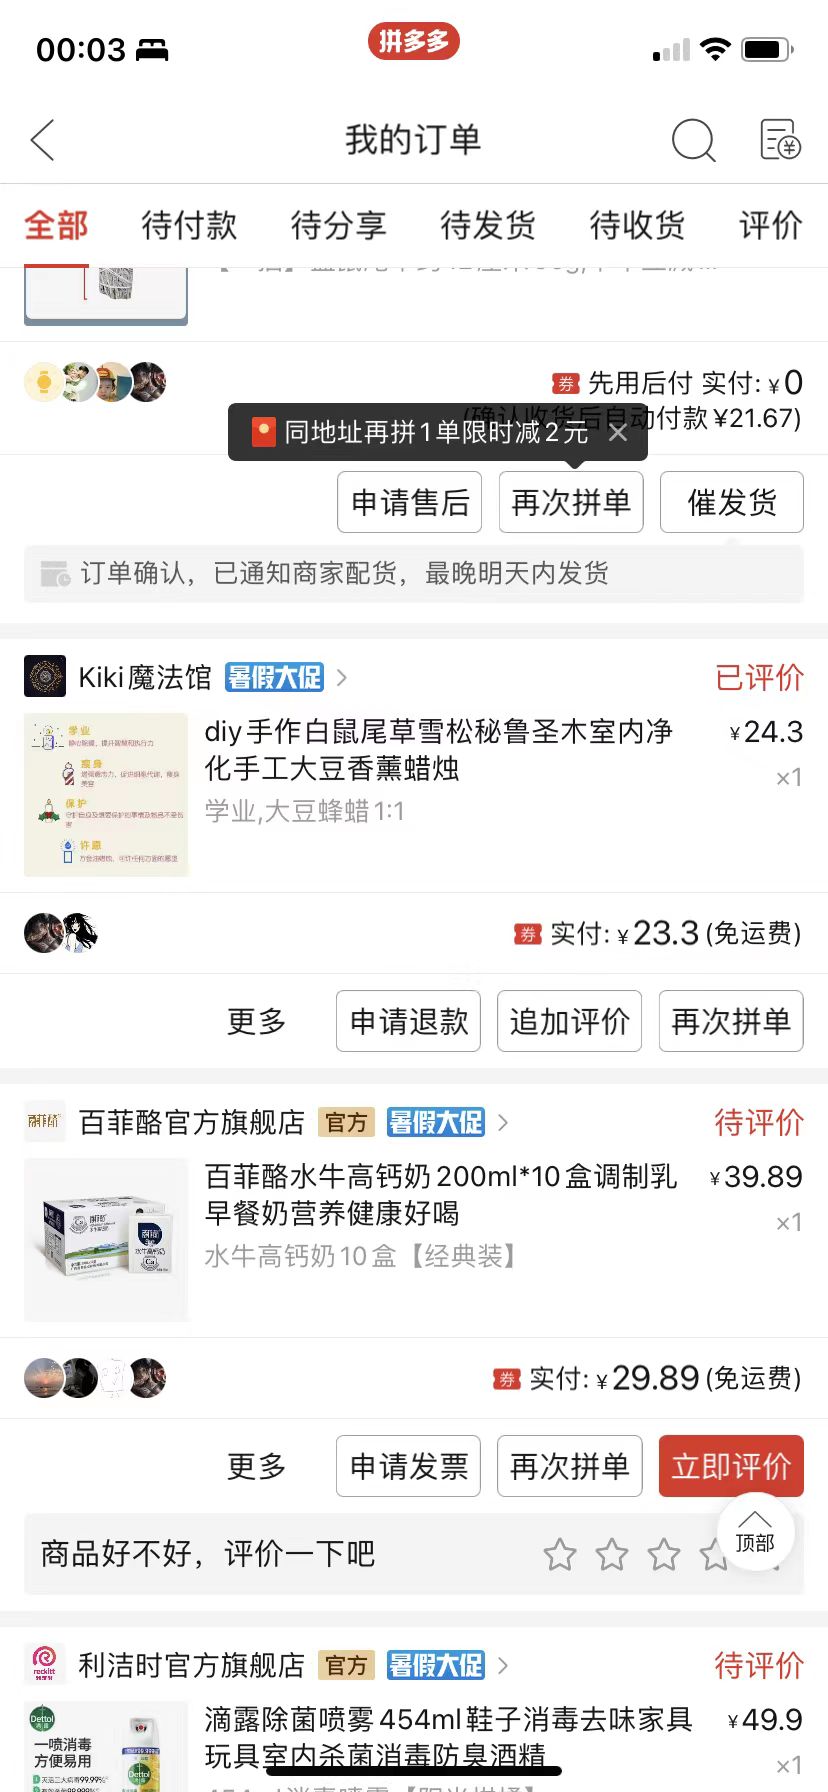 00:03
拼多多
我的订单
全部 待付款 待分享 待发货 待收货 评价
券 先用后付 实付: ¥0
(确认收货后自动付款 ¥21.67)
同地址再拼1单限时减2元 ×
申请售后 再次拼单 催发货
订单确认，已通知商家配货，最晚明天内发货
Kiki魔法馆 暑假大促 已评价
diy手作白鼠尾草雪松秘鲁圣木室内净 ¥24.3
化手工大豆香薰蜡烛 ×1
学业,大豆蜂蜡1:1
学业
瘦身
保护
许愿
券 实付: ¥23.3 (免运费)
更多 申请退款 追加评价 再次拼单
百菲酪官方旗舰店 官方 暑假大促 待评价
百菲酪水牛高钙奶200ml*10盒调制乳 ¥39.89
早餐奶营养健康好喝 ×1
水牛高钙奶10盒【经典装】
券 实付: ¥29.89 (免运费)
更多 申请发票 再次拼单 立即评价
商品好不好，评价一下吧
顶部
reckitt
利洁时官方旗舰店 官方 暑假大促 待评价
滴露除菌喷雾454ml鞋子消毒去味家具 ¥49.9
玩具室内杀菌消毒防臭酒精 ×1
Dettol
一喷消毒
方便易用